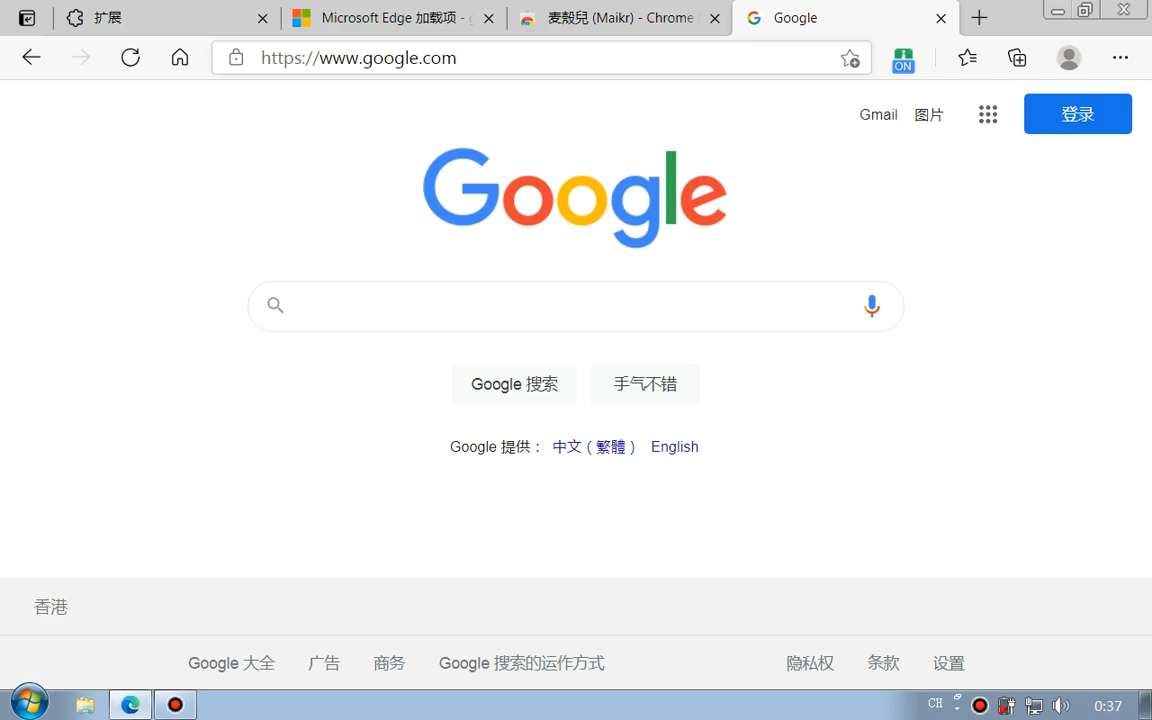 扩展
Microsoft Edge 加载项 -
麦殻兒 (Maikr) - Chrome
Google
https://www.google.com
ON
Gmail 图片 登录
Google
Google 搜索 手气不错
Google 提供： 中文（繁體） English
香港
Google 大全 广告 商务 Google 搜索的运作方式 隐私权 条款 设置
CH 0:37